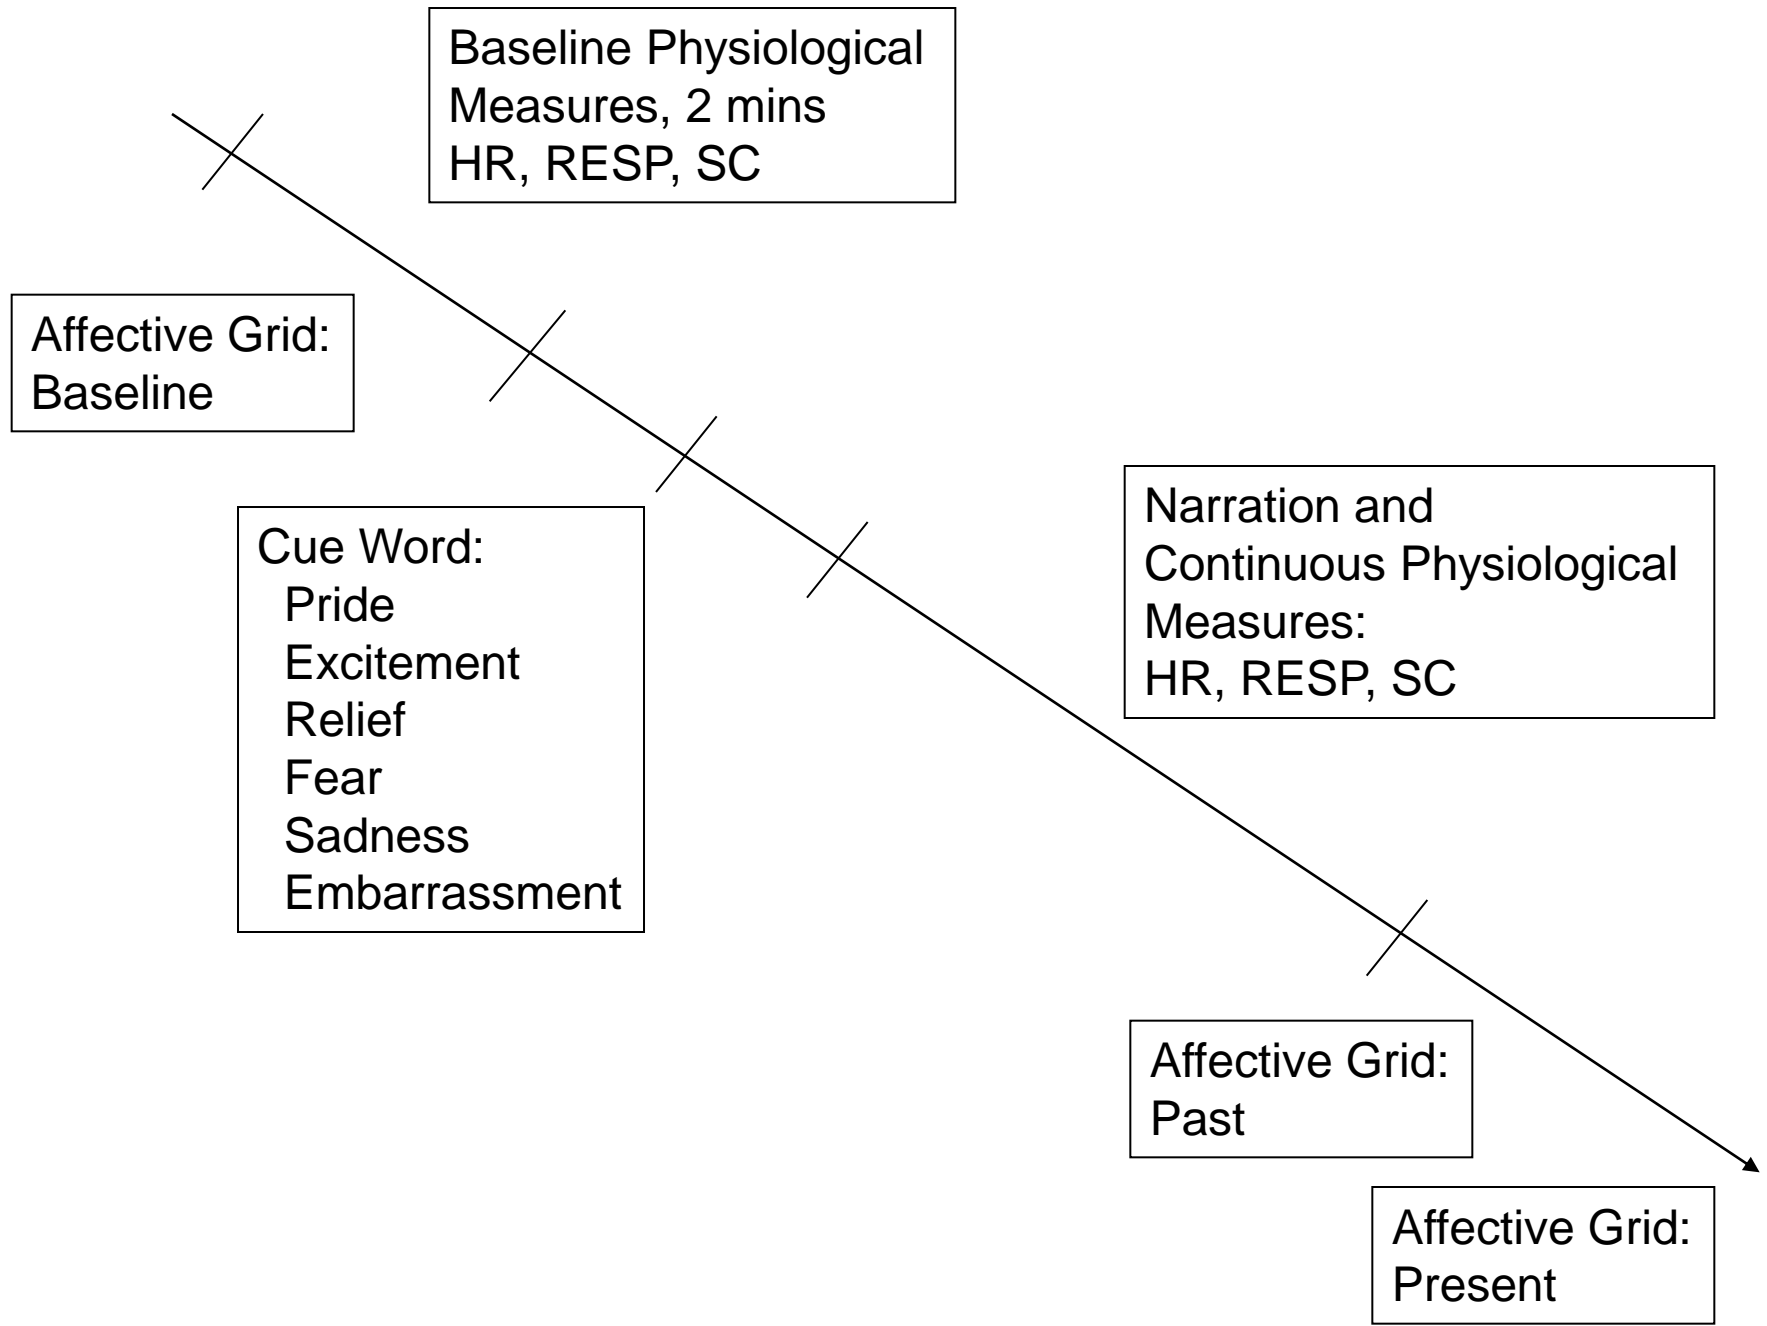 Baseline Physiological
Measures, 2 mins
HR, RESP, SC
Affective Grid:
Baseline
Cue Word:
Pride
Excitement
Relief
Fear
Sadness
Embarrassment
Narration and
Continuous Physiological
Measures:
HR, RESP, SC
Affective Grid:
Past
Affective Grid:
Present